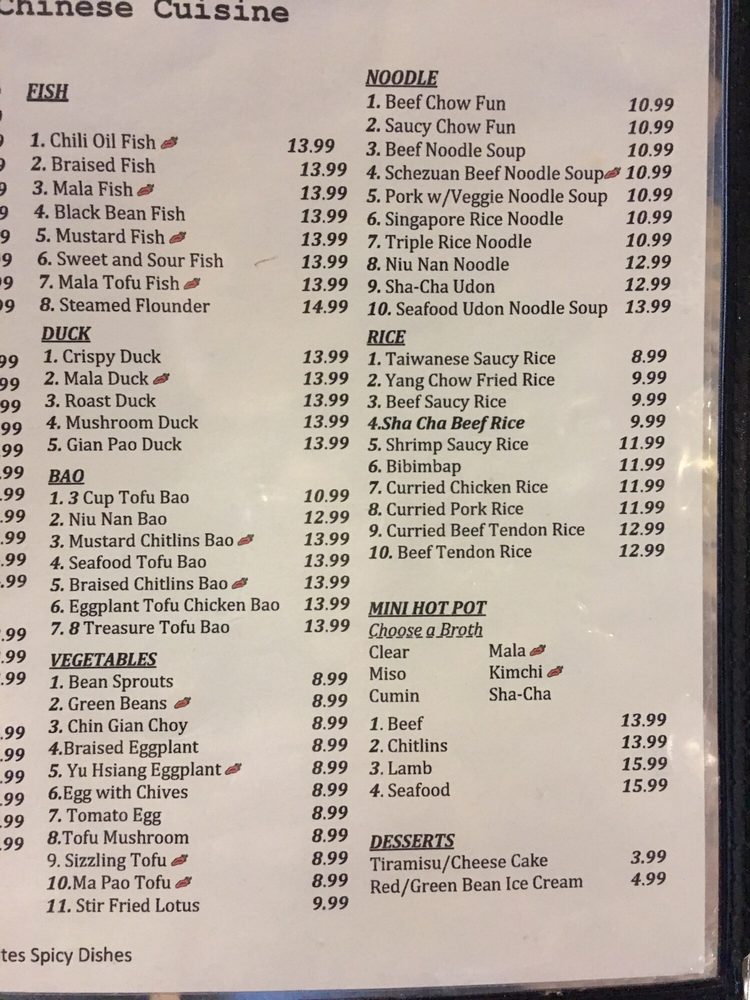 Chinese Cuisine
FISH
1. Chili Oil Fish 13.99
2. Braised Fish 13.99
3. Mala Fish 13.99
4. Black Bean Fish 13.99
5. Mustard Fish 13.99
6. Sweet and Sour Fish 13.99
7. Mala Tofu Fish 13.99
8. Steamed Flounder 14.99
DUCK
1. Crispy Duck 13.99
2. Mala Duck 13.99
3. Roast Duck 13.99
4. Mushroom Duck 13.99
5. Gian Pao Duck 13.99
BAO
1. 3 Cup Tofu Bao 10.99
2. Niu Nan Bao 12.99
3. Mustard Chitlins Bao 13.99
4. Seafood Tofu Bao 13.99
5. Braised Chitlins Bao 13.99
6. Eggplant Tofu Chicken Bao 13.99
7. 8 Treasure Tofu Bao 13.99
VEGETABLES
1. Bean Sprouts 8.99
2. Green Beans 8.99
3. Chin Gian Choy 8.99
4.Braised Eggplant 8.99
5. Yu Hsiang Eggplant 8.99
6.Egg with Chives 8.99
7. Tomato Egg 8.99
8.Tofu Mushroom 8.99
9. Sizzling Tofu 8.99
10.Ma Pao Tofu 8.99
11. Stir Fried Lotus 9.99
tes Spicy Dishes
NOODLE
1. Beef Chow Fun 10.99
2. Saucy Chow Fun 10.99
3. Beef Noodle Soup 10.99
4. Schezuan Beef Noodle Soup 10.99
5. Pork w/Veggie Noodle Soup 10.99
6. Singapore Rice Noodle 10.99
7. Triple Rice Noodle 10.99
8. Niu Nan Noodle 12.99
9. Sha-Cha Udon 12.99
10. Seafood Udon Noodle Soup 13.99
RICE
1. Taiwanese Saucy Rice 8.99
2. Yang Chow Fried Rice 9.99
3. Beef Saucy Rice 9.99
4.Sha Cha Beef Rice 9.99
5. Shrimp Saucy Rice 11.99
6. Bibimbap 11.99
7. Curried Chicken Rice 11.99
8. Curried Pork Rice 11.99
9. Curried Beef Tendon Rice 12.99
10. Beef Tendon Rice 12.99
MINI HOT POT
Choose a Broth
Clear Mala
Miso Kimchi
Cumin Sha-Cha
1. Beef 13.99
2. Chitlins 13.99
3. Lamb 15.99
4. Seafood 15.99
DESSERTS
Tiramisu/Cheese Cake 3.99
Red/Green Bean Ice Cream 4.99